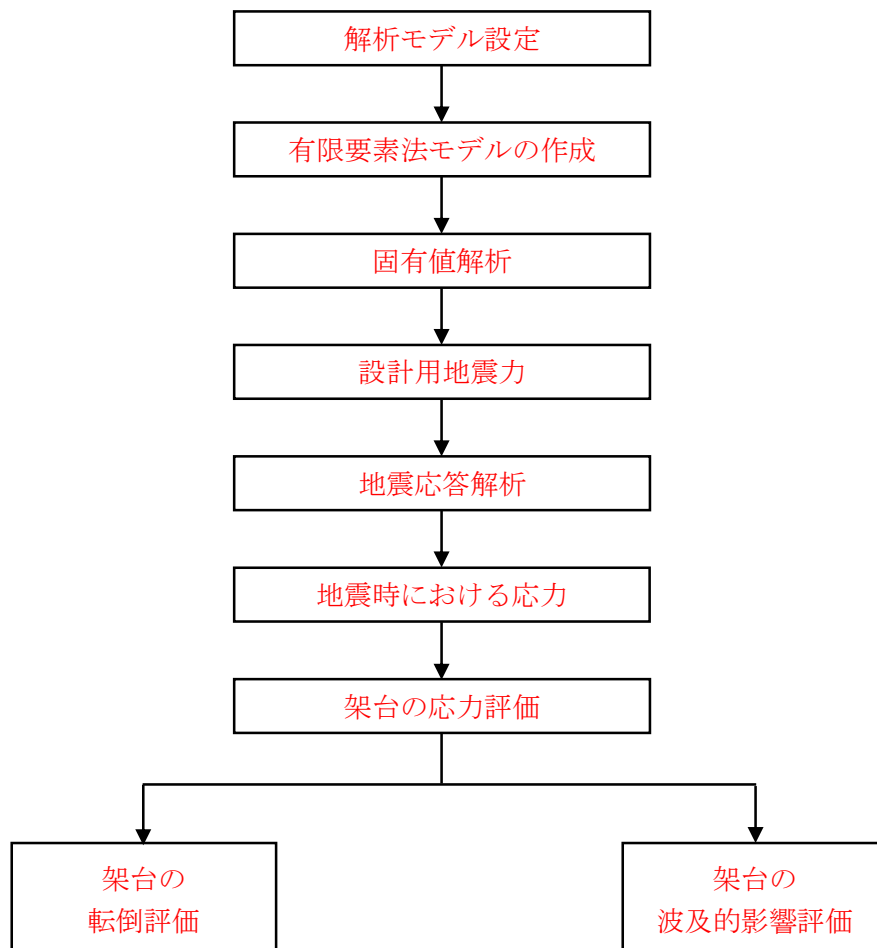 解析モデル設定
有限要素法モデルの作成
固有値解析
設計用地震力
地震応答解析
地震時における応力
架台の応力評価
架台の
転倒評価
架台の
波及的影響評価